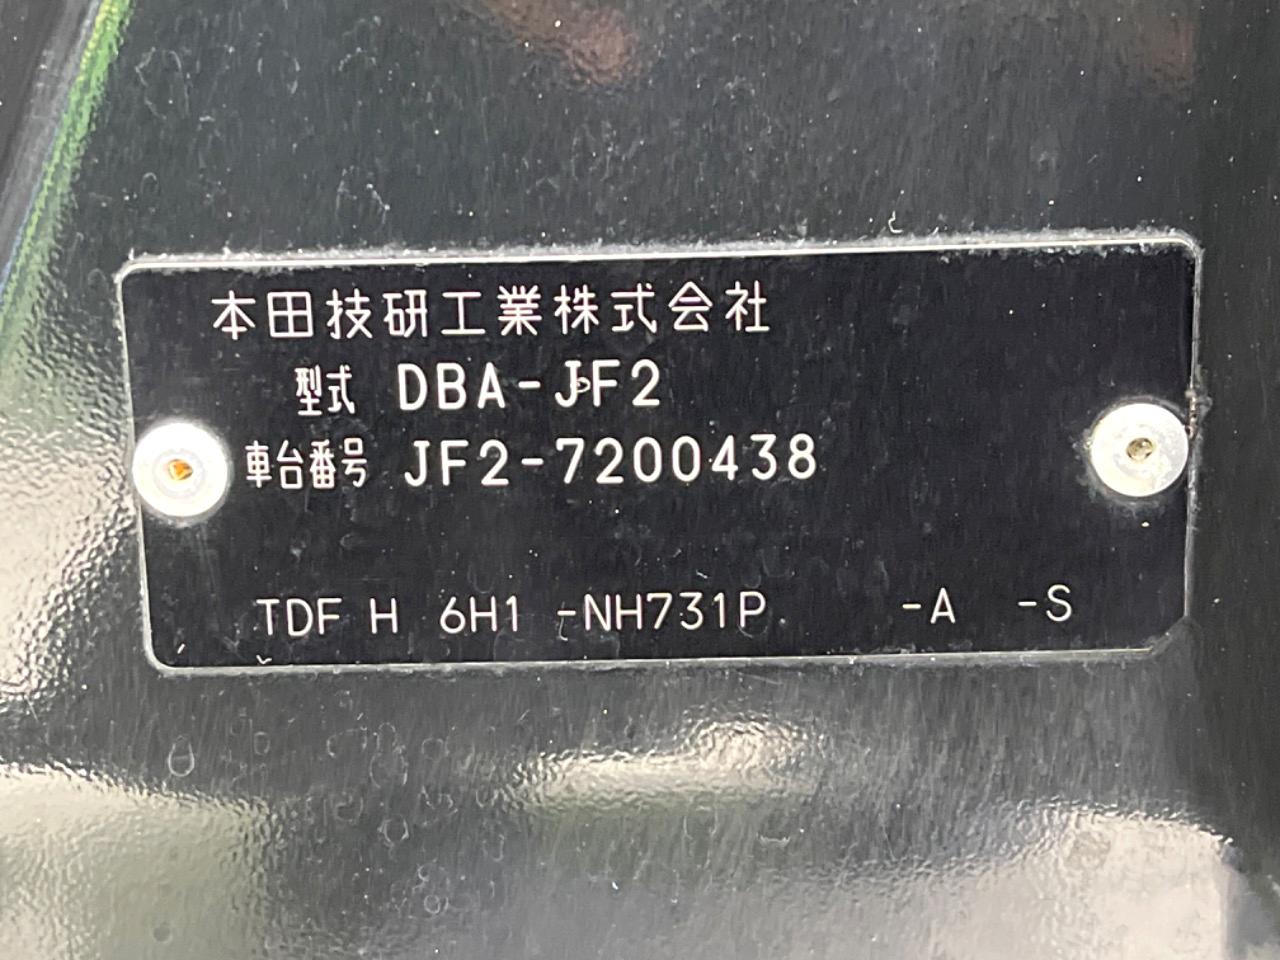 本田技研工業株式会社
型式 DBA-JF2
車台番号 JF2-7200438
TDF H 6H1 -NH731P -A -S